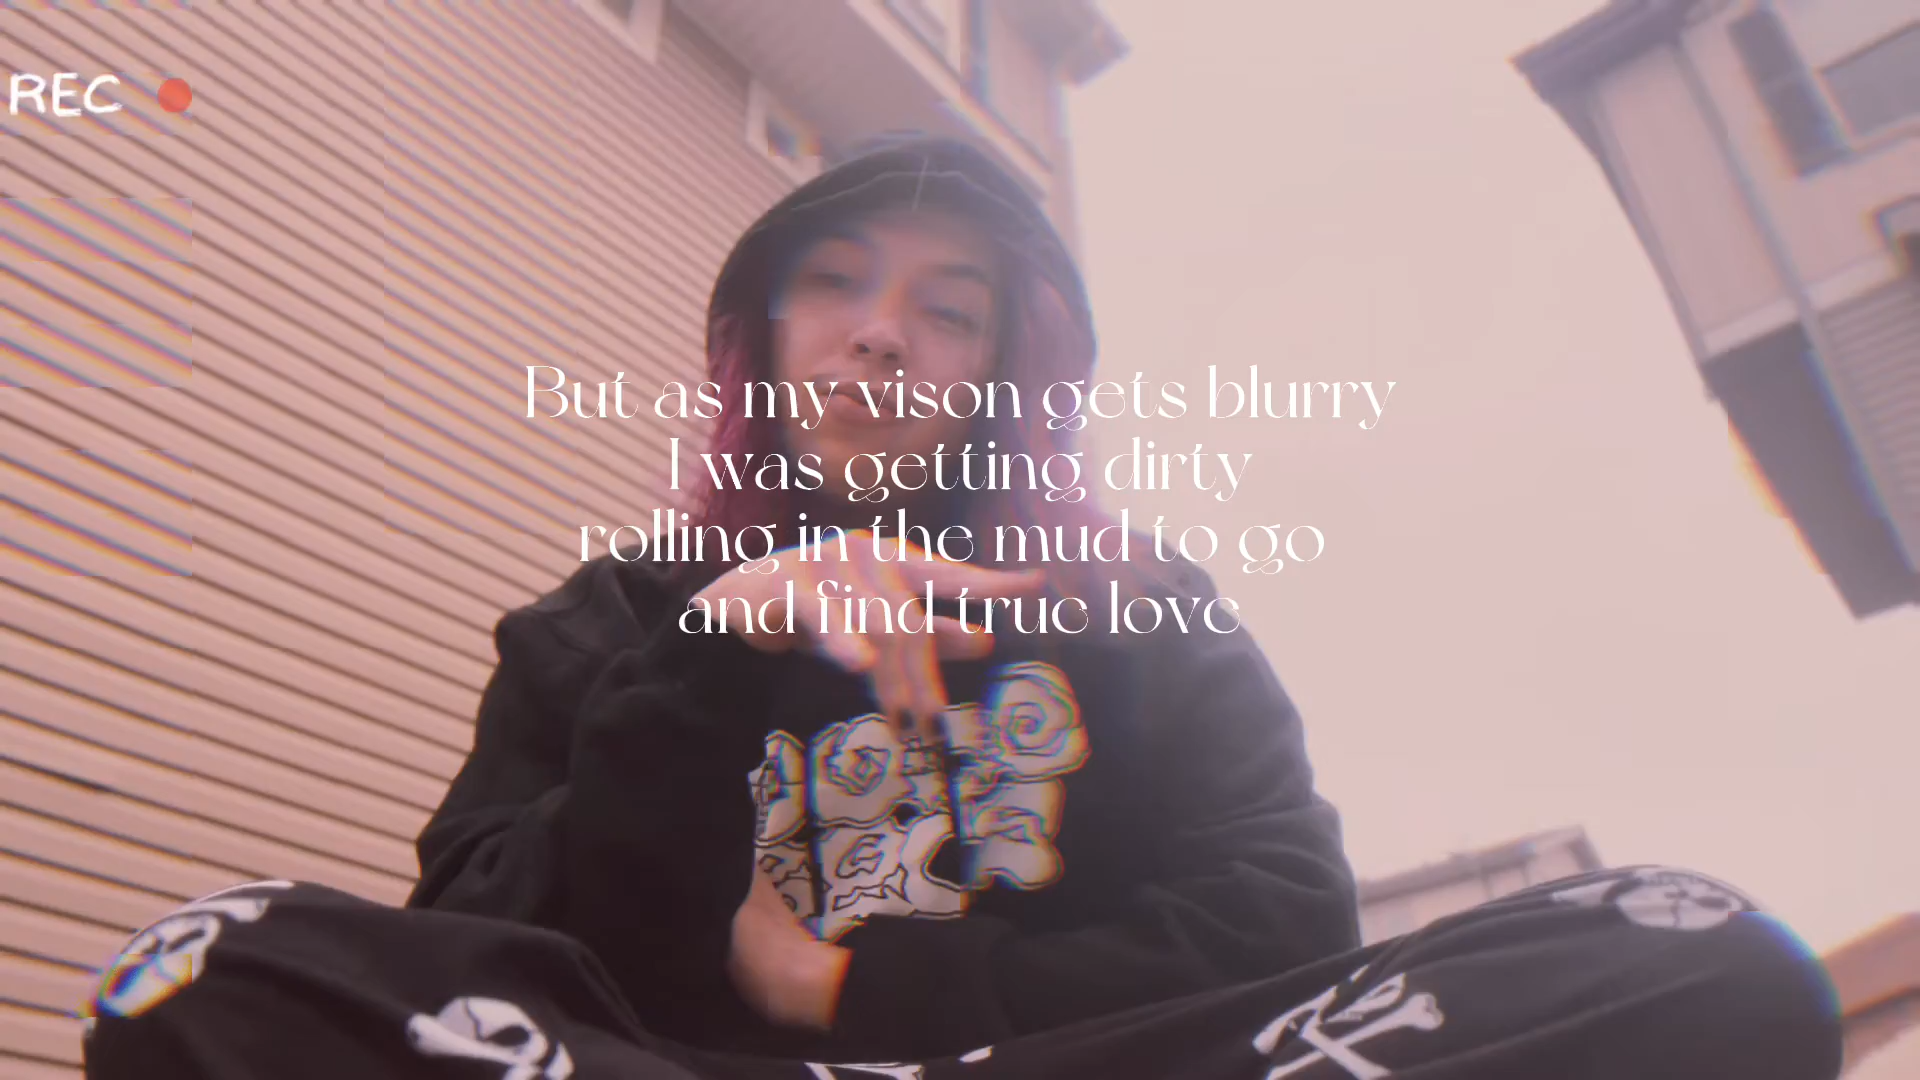 REC
But as my vison gets blurry
I was getting dirty
rolling in the mud to go
and find true love